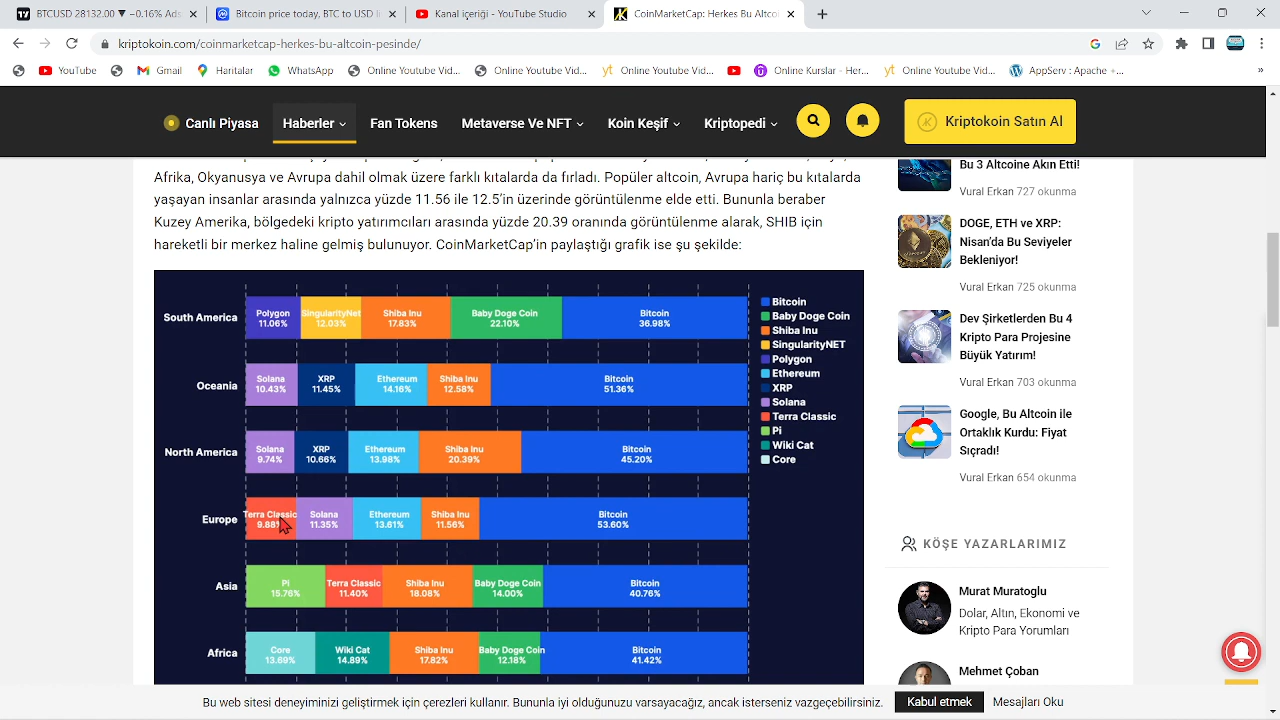 BTCUSD 28132.00 ▼ −0.16% Ads
Bitcoin price today, BTC to USD li
Kanal içeriği - YouTube Studio
CoinMarketCap: Herkes Bu Altco
kriptokoin.com/coinmarketcap-herkes-bu-altcoin-pesinde/
YouTube
Gmail
Haritalar
WhatsApp
Online Youtube Vid...
Online Youtube Vid...
Online Youtube Vid...
Online Kurslar - Her...
Online Youtube Vid...
AppServ : Apache +...
»
Canlı Piyasa
Haberler
Fan Tokens
Metaverse Ve NFT
Koin Keşif
Kriptopedi
Kriptokoin Satın Al
Afrika, Okyanusya ve Avrupa dahil olmak üzere farklı kıtalarda da fırladı. Popüler altcoin, Avrupa hariç bu kıtalarda
yaşayan insanlar arasında yalnızca yüzde 11.56 ile 12.5'in üzerinde görüntülenme elde etti. Bununla beraber
Kuzey Amerika, bölgedeki kripto yatırımcıları arasında yüzde 20.39 oranında görüntülenme alarak, SHIB için
hareketli bir merkez haline gelmiş bulunuyor. CoinMarketCap'in paylaştığı grafik ise şu şekilde:
South America
Polygon
11.06%
SingularityNet
12.03%
Shiba Inu
17.83%
Baby Doge Coin
22.10%
Bitcoin
36.98%
Oceania
Solana
10.43%
XRP
11.45%
Ethereum
14.16%
Shiba Inu
12.58%
Bitcoin
51.36%
North America
Solana
9.74%
XRP
10.66%
Ethereum
13.98%
Shiba Inu
20.39%
Bitcoin
45.20%
Europe
Terra Classic
9.88%
Solana
11.35%
Ethereum
13.61%
Shiba Inu
11.56%
Bitcoin
53.60%
Asia
Pi
15.76%
Terra Classic
11.40%
Shiba Inu
18.08%
Baby Doge Coin
14.00%
Bitcoin
40.76%
Africa
Core
13.69%
Wiki Cat
14.89%
Shiba Inu
17.82%
Baby Doge Coin
12.18%
Bitcoin
41.42%
Bitcoin
Baby Doge Coin
Shiba Inu
SingularityNET
Polygon
Ethereum
XRP
Solana
Terra Classic
Pi
Wiki Cat
Core
Bu 3 Altcoine Akın Etti!
Vural Erkan 727 okunma
DOGE, ETH ve XRP:
Nisan'da Bu Seviyeler
Bekleniyor!
Vural Erkan 725 okunma
Dev Şirketlerden Bu 4
Kripto Para Projesine
Büyük Yatırım!
Vural Erkan 703 okunma
Google, Bu Altcoin ile
Ortaklık Kurdu: Fiyat
Sıçradı!
Vural Erkan 654 okunma
KÖŞE YAZARLARIMIZ
Murat Muratoglu
Dolar, Altın, Ekonomi ve
Kripto Para Yorumları
Mehmet Çoban
Bu site deneyiminizi geliştirmek için çerezleri kullanır. Bununla iyi olduğunuzu varsayacağız, ancak isterseniz vazgeçebilirsiniz.
Kabul etmek
Mesajları Oku